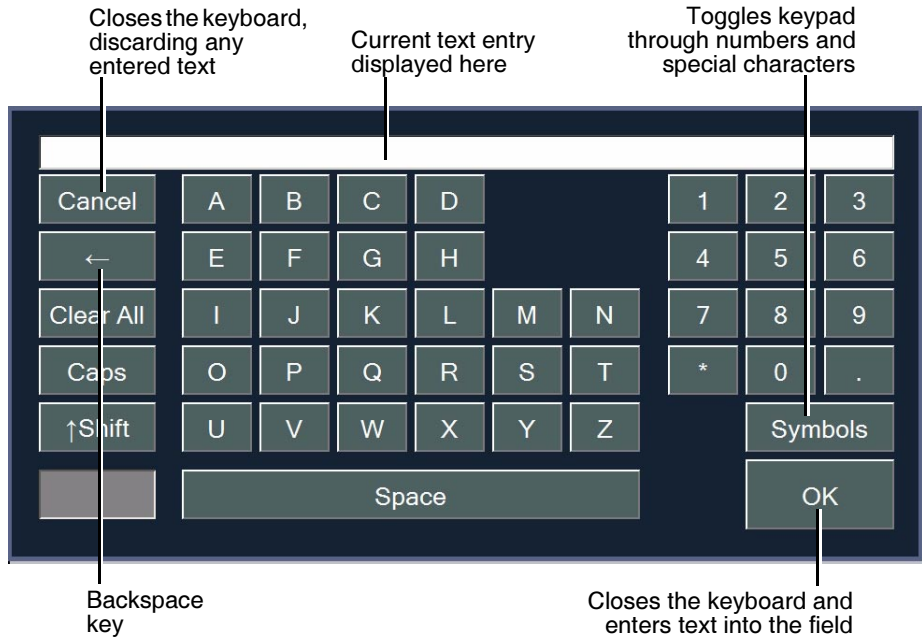 Closes the keyboard,
discarding any
entered text
Current text entry
displayed here
Toggles keypad
through numbers and
special characters
Cancel A B C D 1 2 3
← E F G H 4 5 6
Clear All I J K L M N 7 8 9
Caps O P Q R S T * 0 .
↑Shift U V W X Y Z Symbols
Space OK
Backspace
key
Closes the keyboard and
enters text into the field